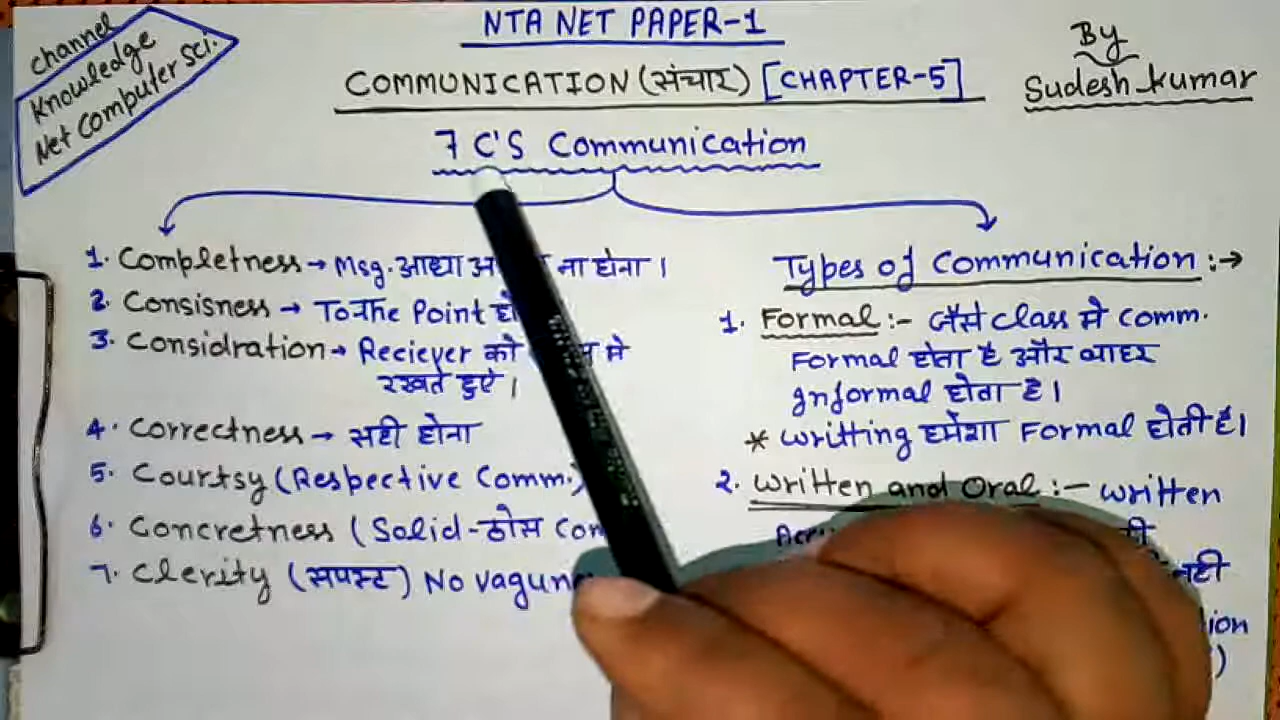 channel
Knowledge
Net Computer Sci.
NTA NET PAPER-1
COMMUNICATION (संचार) [CHAPTER-5]
By
Sudesh kumar
7 C'S Communication
1. Completness → Msg. आधा ना होना ।
2. Consisness → To The Point
3. Considration → Reciever को मे
रखते हुऐ ।
4. Correctness → सही होना
5. Courtsy (Respective Comm.)
6. Concretness ( Solid-ठोस
7. Clerity (सपस्ट) No
Types of Communication :→
1. Formal :- जैसे class मे comm.
Formal होता है और बाहर
Informal होता है ।
* writting हमेशा Formal होती है ।
2. Written and Oral :- written